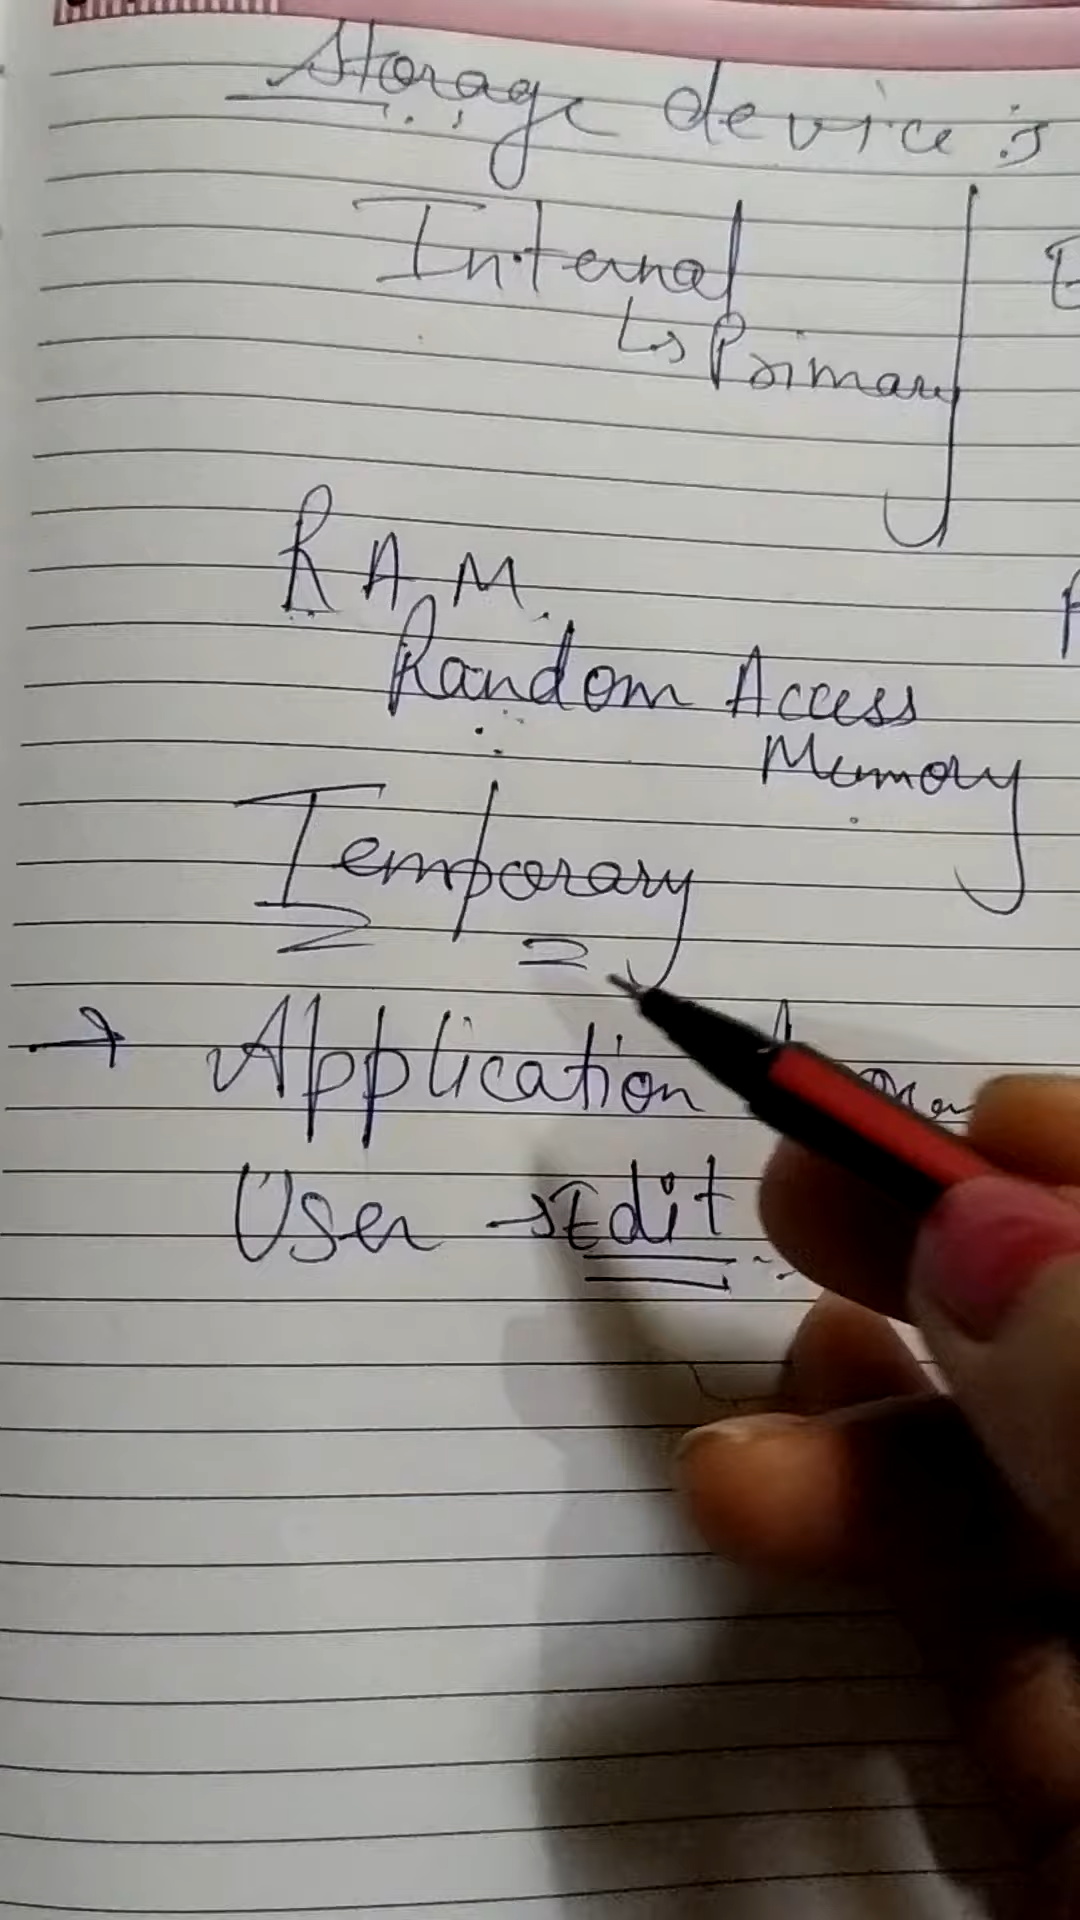 Storage device's
Internal
↳ Primary
RAM
Random Access
Memory
Temporary
→ Application
User → Edit